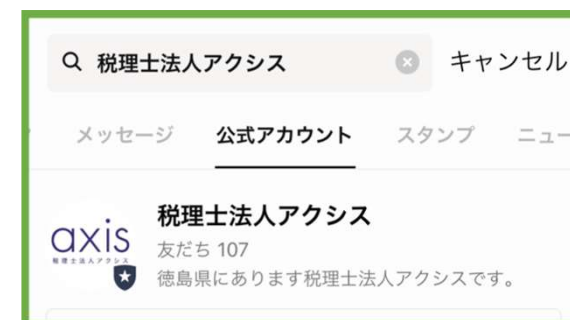 税理士法人アクシス
キャンセル
メッセージ 公式アカウント スタンプ ニュー
税理士法人アクシス
axis
税理士法人アクシス
友だち 107
徳島県にあります税理士法人アクシスです。